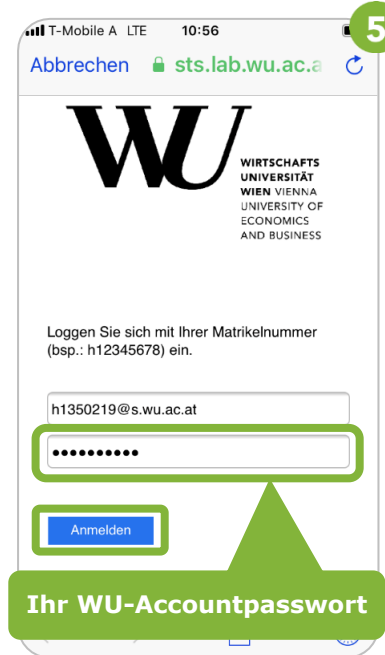 T-Mobile A LTE 10:56
5
Abbrechen sts.lab.wu.ac.a
WU
WIRTSCHAFTS
UNIVERSITÄT
WIEN VIENNA
UNIVERSITY OF
ECONOMICS
AND BUSINESS
Loggen Sie sich mit Ihrer Matrikelnummer
(bsp.: h12345678) ein.
h1350219@s.wu.ac.at
••••••••••
Anmelden
Ihr WU-Accountpasswort